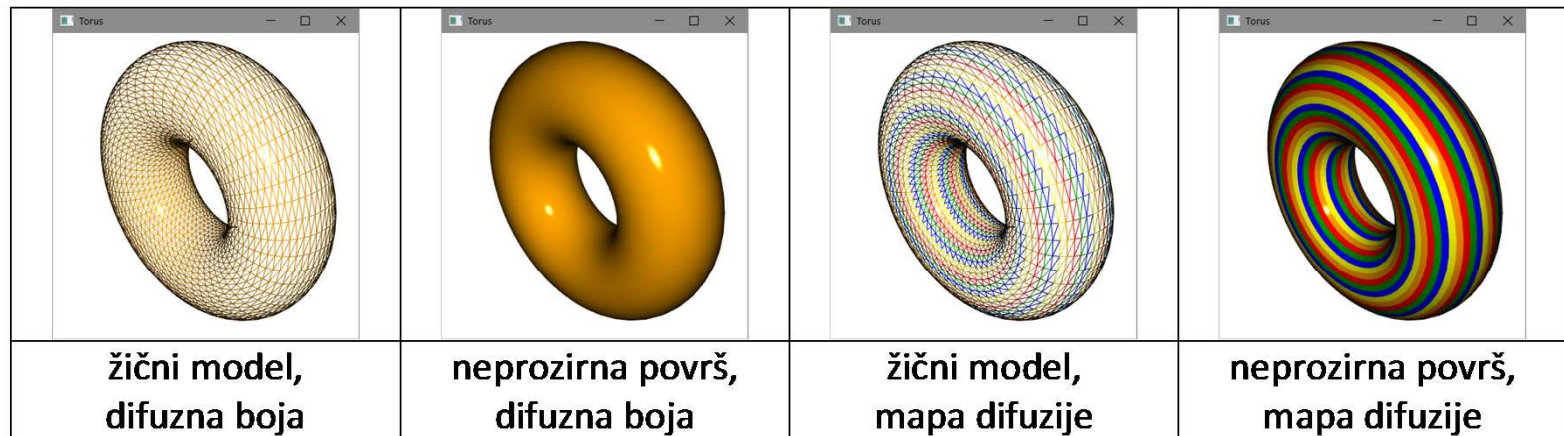 Torus
Torus
Torus
Torus
žični model,
difuzna boja
neprozirna površ,
difuzna boja
žični model,
mapa difuzije
neprozirna površ,
mapa difuzije